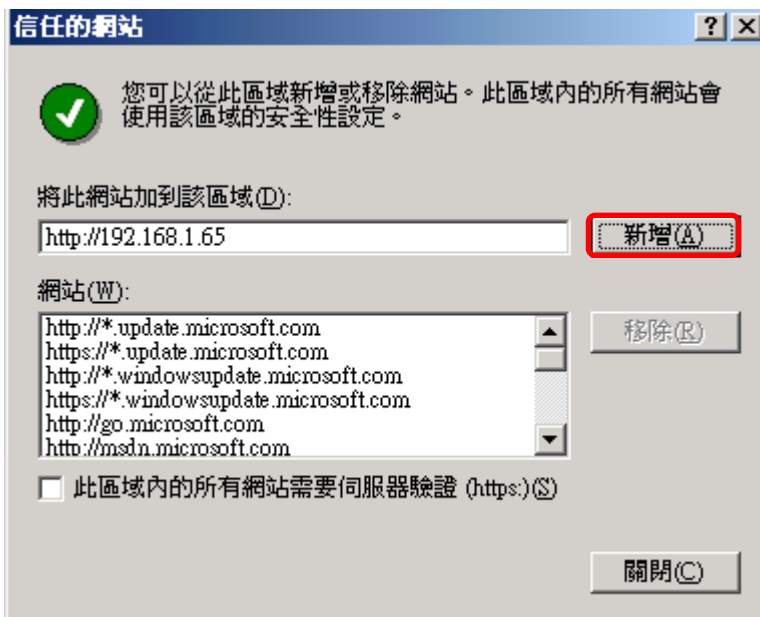 信任的網站
您可以從此區域新增或移除網站。此區域內的所有網站會
使用該區域的安全性設定。
將此網站加到該區域(D):
http://192.168.1.65
新增(A)
網站(W):
http://*.update.microsoft.com
https://*.update.microsoft.com
http://*.windowsupdate.microsoft.com
https://*.windowsupdate.microsoft.com
http://go.microsoft.com
http://msdn.microsoft.com
移除(R)
此區域內的所有網站需要伺服器驗證 (https:)(S)
關閉(C)